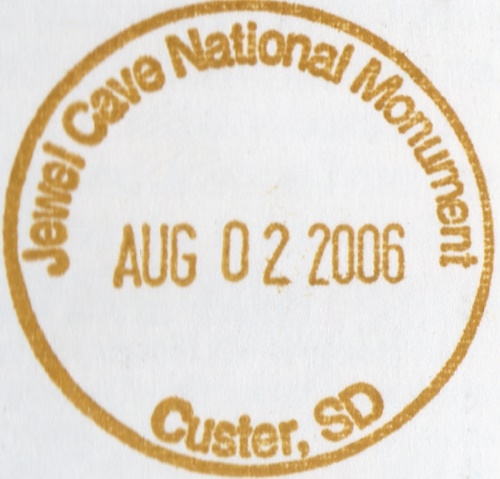 Jewel Cave National Monument
AUG 02 2006
Custer, SD